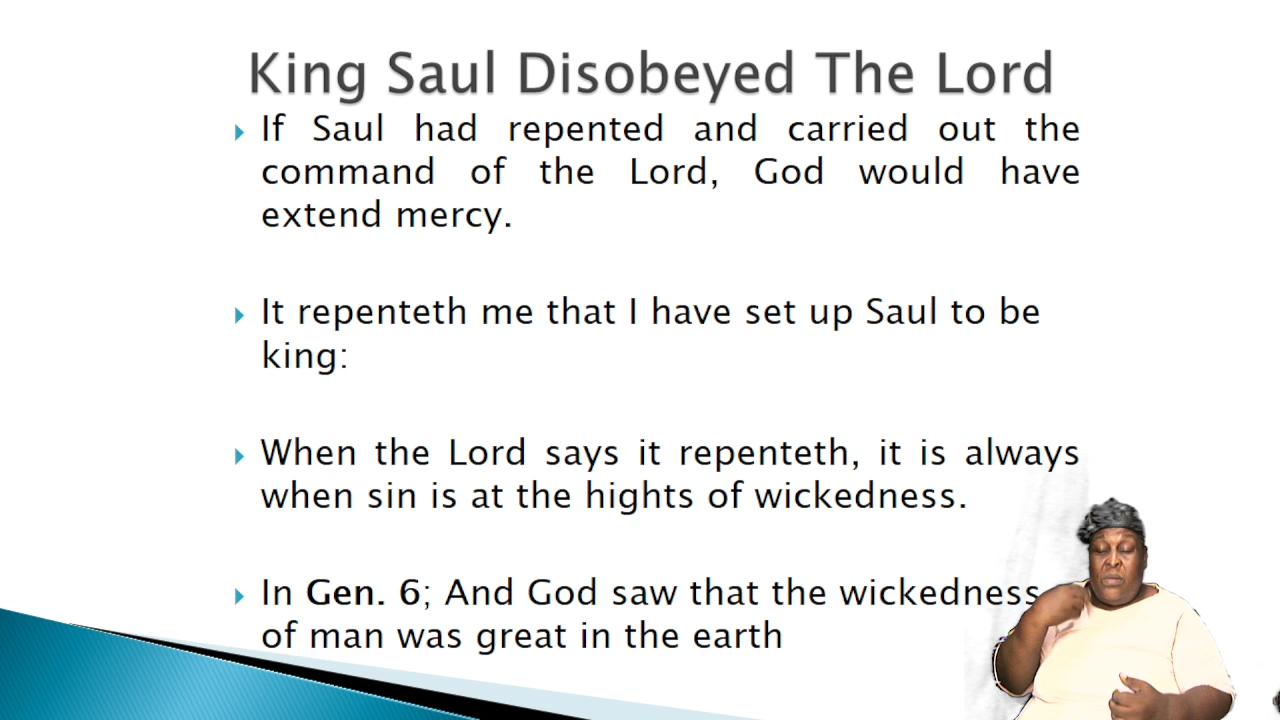 King Saul Disobeyed The Lord
If Saul had repented and carried out the
command of the Lord, God would have
extend mercy.
It repenteth me that I have set up Saul to be
king:
When the Lord says it repenteth, it is always
when sin is at the hights of wickedness.
In Gen. 6; And God saw that the wickedness
of man was great in the earth